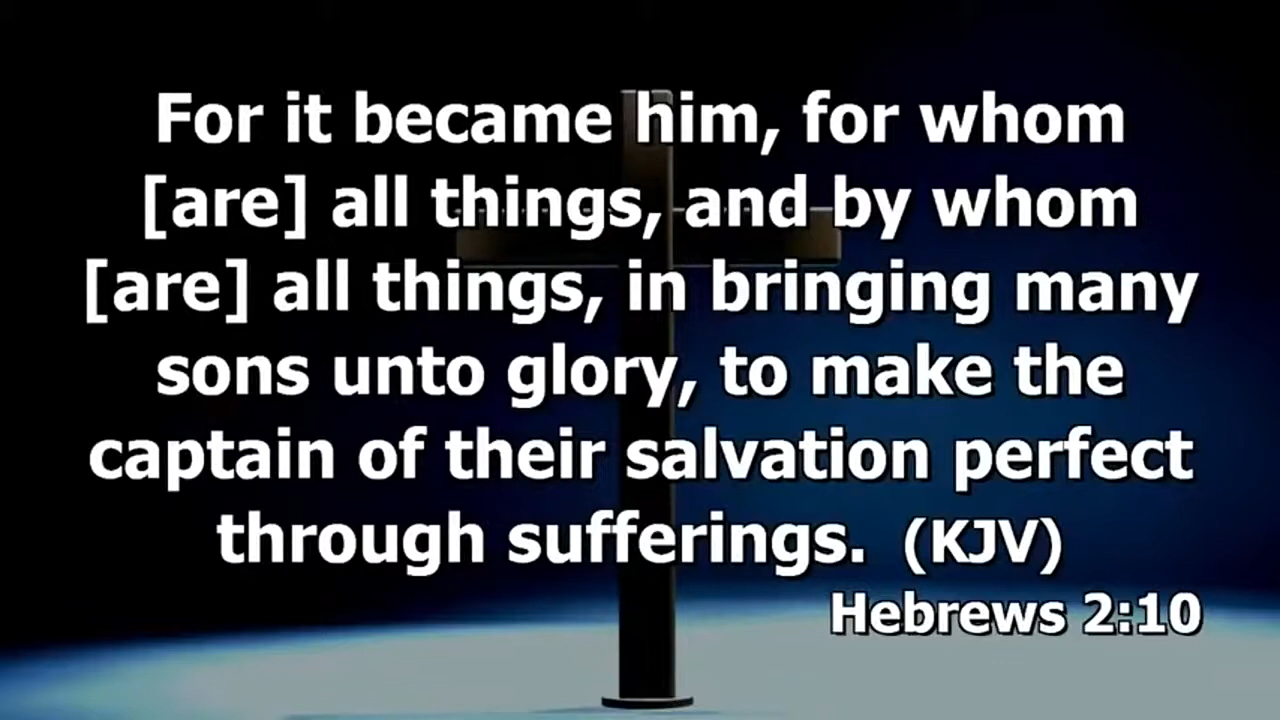 For it became him, for whom
[are] all things, and by whom
[are] all things, in bringing many
sons unto glory, to make the
captain of their salvation perfect
through sufferings. (KJV)
Hebrews 2:10